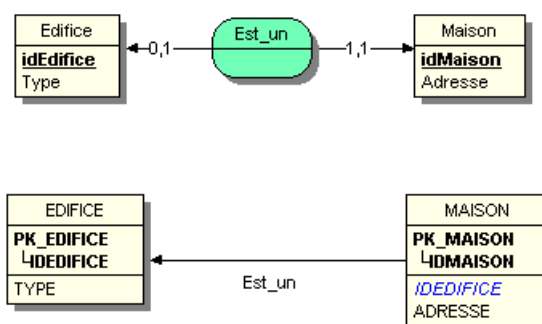 Edifice
idEdifice
Type
0,1
Est_un
1,1
Maison
idMaison
Adresse
EDIFICE
PK_EDIFICE
IDEDIFICE
TYPE
Est_un
MAISON
PK_MAISON
IDMAISON
IDEDIFICE
ADRESSE